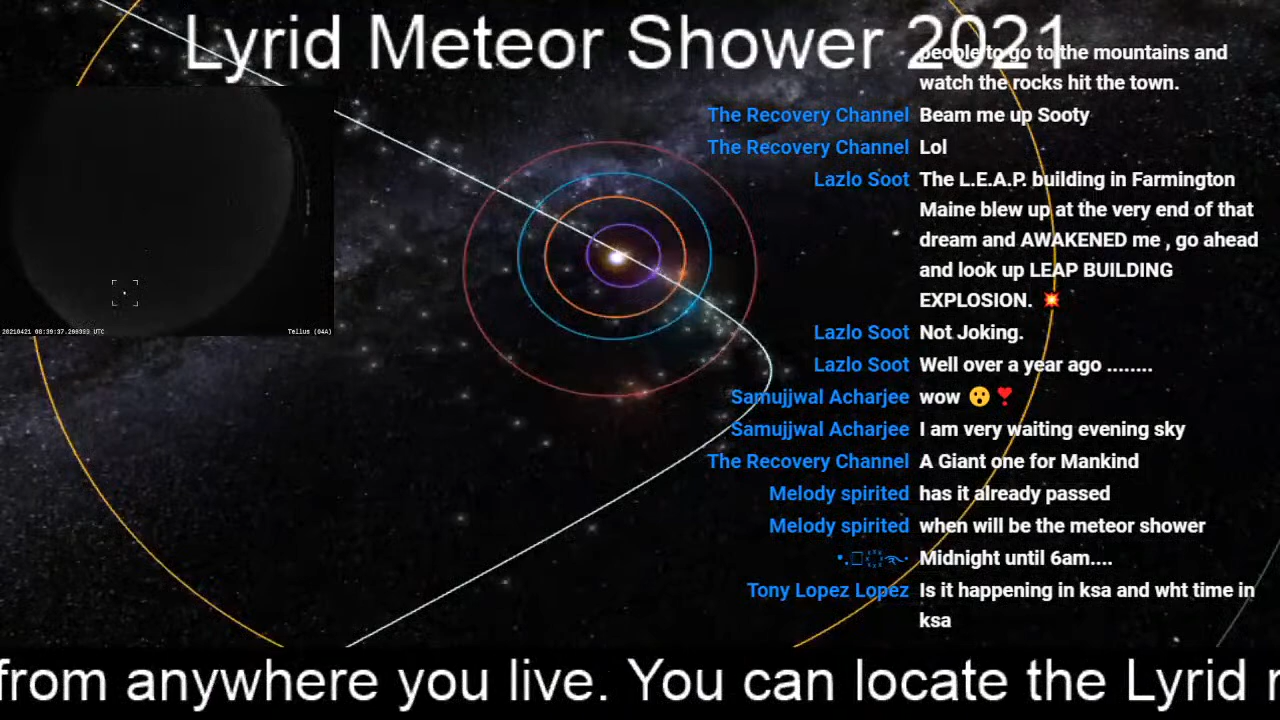 Lyrid Meteor Shower 2021
people to go to the mountains and
watch the rocks hit the town.
The Recovery Channel Beam me up Sooty
The Recovery Channel Lol
Lazlo Soot The L.E.A.P. building in Farmington
Maine blew up at the very end of that
dream and AWAKENED me , go ahead
and look up LEAP BUILDING
EXPLOSION. 💥
Lazlo Soot Not Joking.
Lazlo Soot Well over a year ago ........
Samujjwal Acharjee wow 😮❣️
Samujjwal Acharjee I am very waiting evening sky
The Recovery Channel A Giant one for Mankind
Melody spirited has it already passed
Melody spirited when will be the meteor shower
Midnight until 6am....
Tony Lopez Lopez Is it happening in ksa and wht time in
ksa
Tellus (04A)
from anywhere you live. You can locate the Lyrid